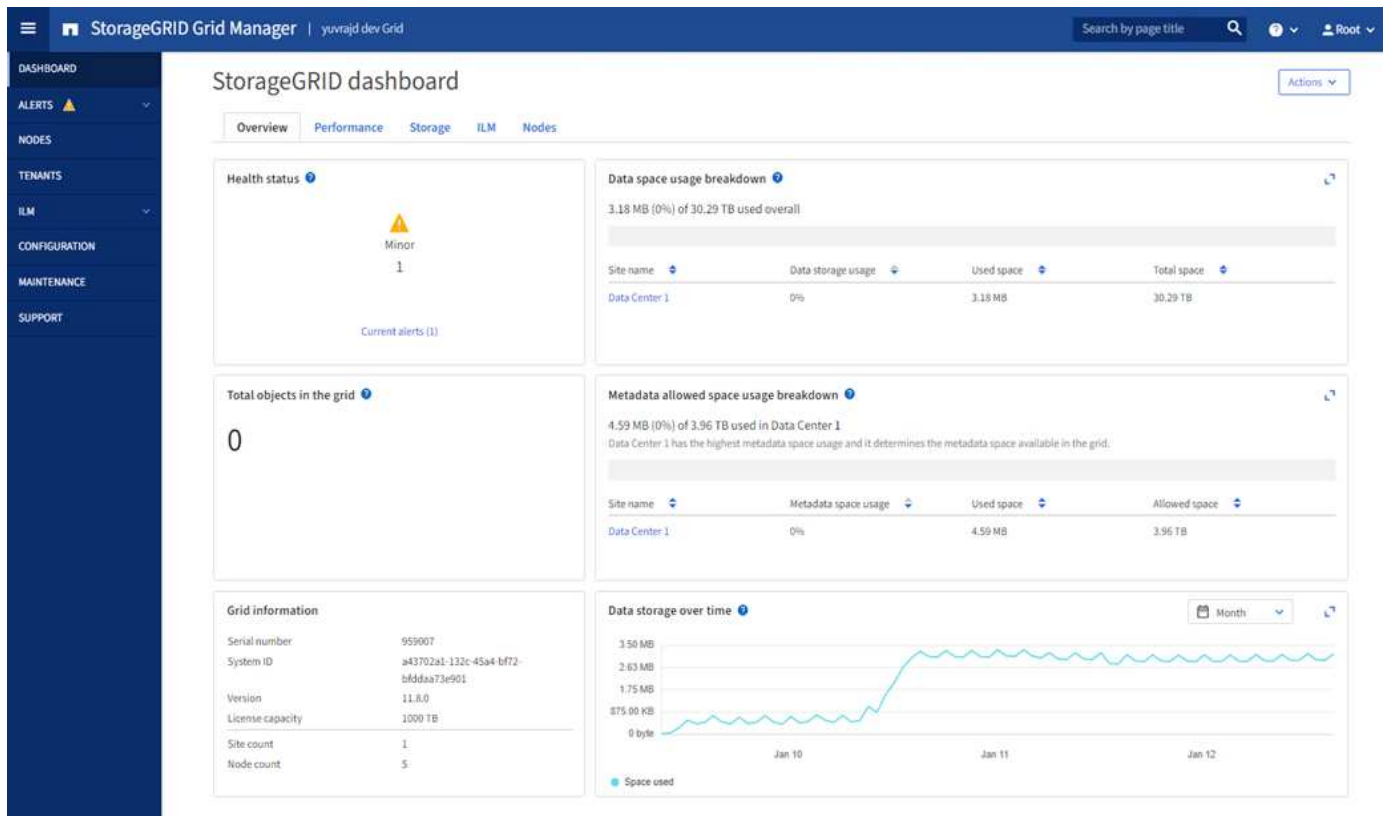 StorageGRID Grid Manager | yuvrajd dev Grid
Search by page title
Root
DASHBOARD
ALERTS
NODES
TENANTS
ILM
CONFIGURATION
MAINTENANCE
SUPPORT
StorageGRID dashboard
Actions
Overview Performance Storage ILM Nodes
Health status
Minor
1
Current alerts (1)
Data space usage breakdown
3.18 MB (0%) of 30.29 TB used overall
Site name Data storage usage Used space Total space
Data Center 1 0% 3.18 MB 30.29 TB
Total objects in the grid
0
Metadata allowed space usage breakdown
4.59 MB (0%) of 3.96 TB used in Data Center 1
Data Center 1 has the highest metadata space usage and it determines the metadata space available in the grid.
Site name Metadata space usage Used space Allowed space
Data Center 1 0% 4.59 MB 3.96 TB
Grid information
Serial number 959007
System ID a43702a1-132c-45a4-bf72-
bfddaa73e901
Version 11.8.0
License capacity 1000 TB
Site count 1
Node count 5
Data storage over time
Month
3.50 MB
2.63 MB
1.75 MB
875.00 KB
0 byte
Jan 10 Jan 11 Jan 12
Space used